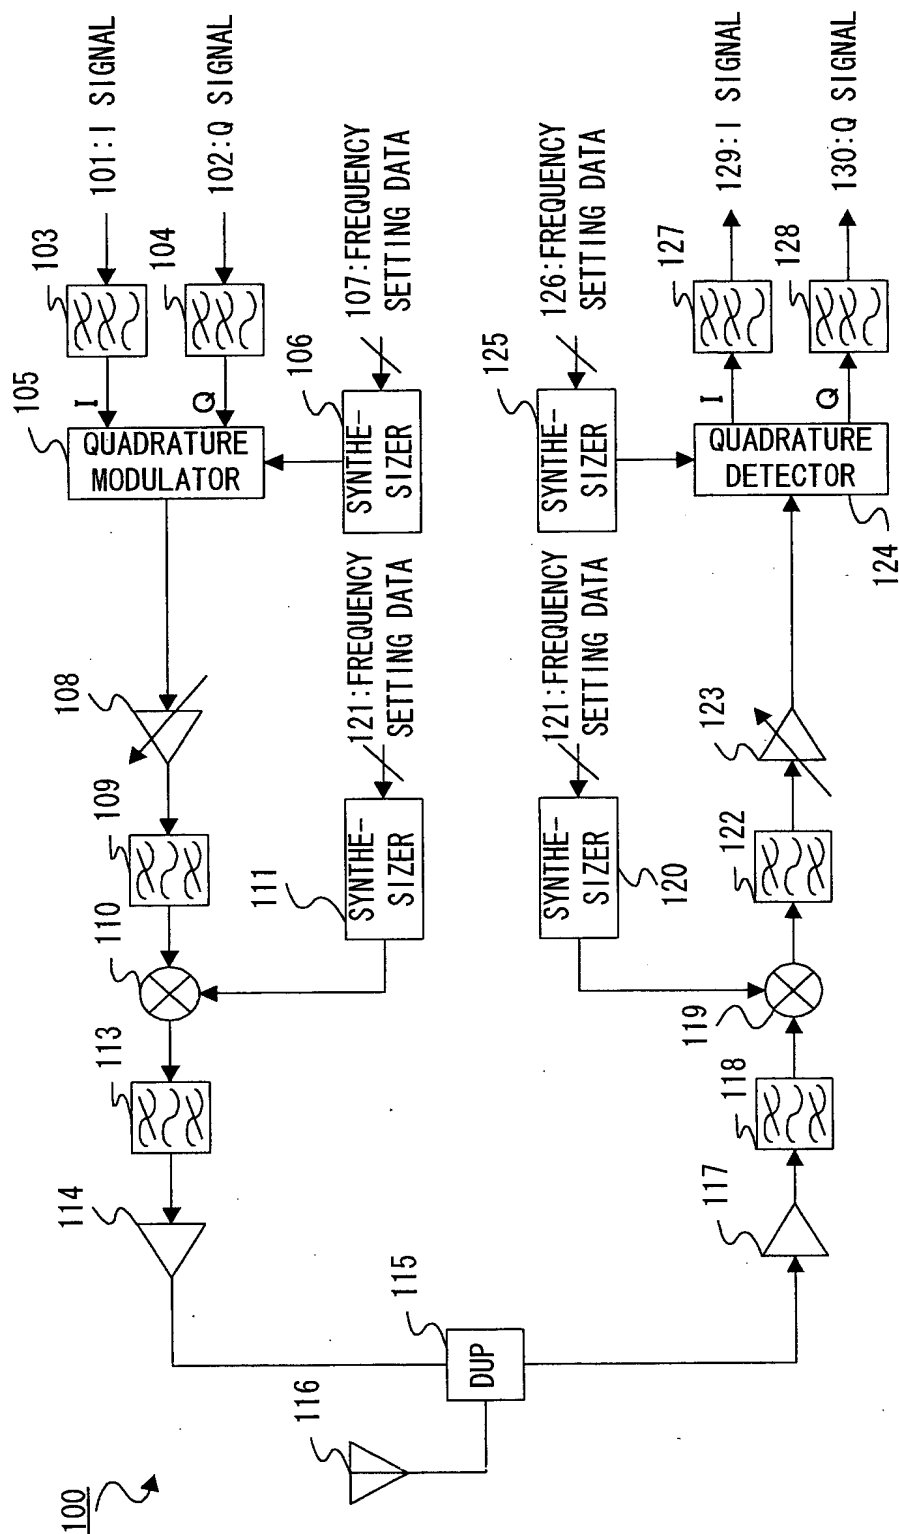 100
116
DUP
115
114
113
110
109
108
105
QUADRATURE
MODULATOR
I
Q
103
104
101:I SIGNAL
102:Q SIGNAL
111
SYNTHE-
SIZER
121:FREQUENCY
SETTING DATA
106
SYNTHE-
SIZER
107:FREQUENCY
SETTING DATA
120
SYNTHE-
SIZER
121:FREQUENCY
SETTING DATA
125
SYNTHE-
SIZER
126:FREQUENCY
SETTING DATA
117
118
119
122
123
124
QUADRATURE
DETECTOR
I
Q
127
128
129:I SIGNAL
130:Q SIGNAL